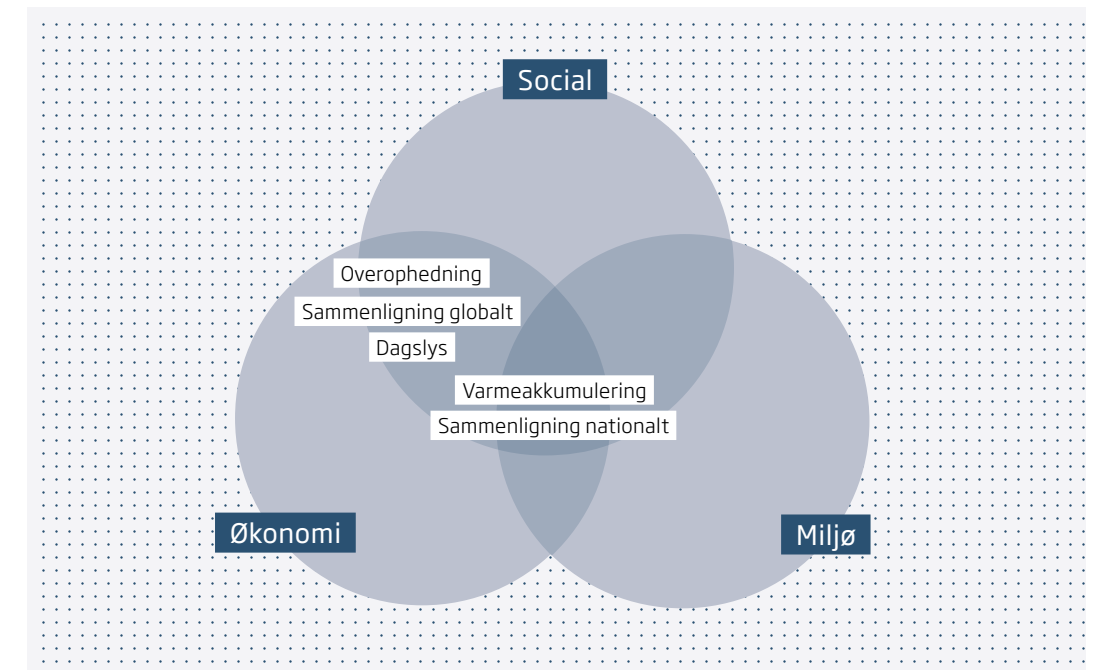 Social
Overophedning
Sammenligning globalt
Dagslys
Varmeakkumulering
Sammenligning nationalt
Økonomi
Miljø